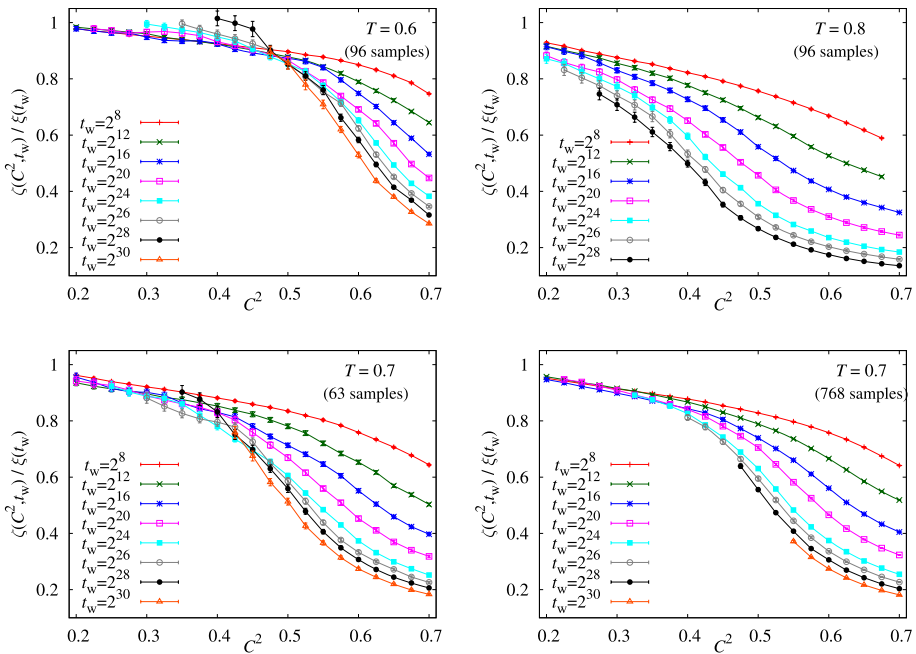 T = 0.6
(96 samples)
ζ(C², t_w) / ξ(t_w)
1
0.8
0.6
0.4
0.2
t_w=2^8
t_w=2^12
t_w=2^16
t_w=2^20
t_w=2^24
t_w=2^26
t_w=2^28
t_w=2^30
0.2 0.3 0.4 0.5 0.6 0.7
C²
T = 0.8
(96 samples)
ζ(C², t_w) / ξ(t_w)
1
0.8
0.6
0.4
0.2
t_w=2^8
t_w=2^12
t_w=2^16
t_w=2^20
t_w=2^24
t_w=2^26
t_w=2^28
0.2 0.3 0.4 0.5 0.6 0.7
C²
T = 0.7
(63 samples)
ζ(C², t_w) / ξ(t_w)
1
0.8
0.6
0.4
0.2
t_w=2^8
t_w=2^12
t_w=2^16
t_w=2^20
t_w=2^24
t_w=2^26
t_w=2^28
t_w=2^30
0.2 0.3 0.4 0.5 0.6 0.7
C²
T = 0.7
(768 samples)
ζ(C², t_w) / ξ(t_w)
1
0.8
0.6
0.4
0.2
t_w=2^8
t_w=2^12
t_w=2^16
t_w=2^20
t_w=2^24
t_w=2^26
t_w=2^28
t_w=2^30
0.2 0.3 0.4 0.5 0.6 0.7
C²